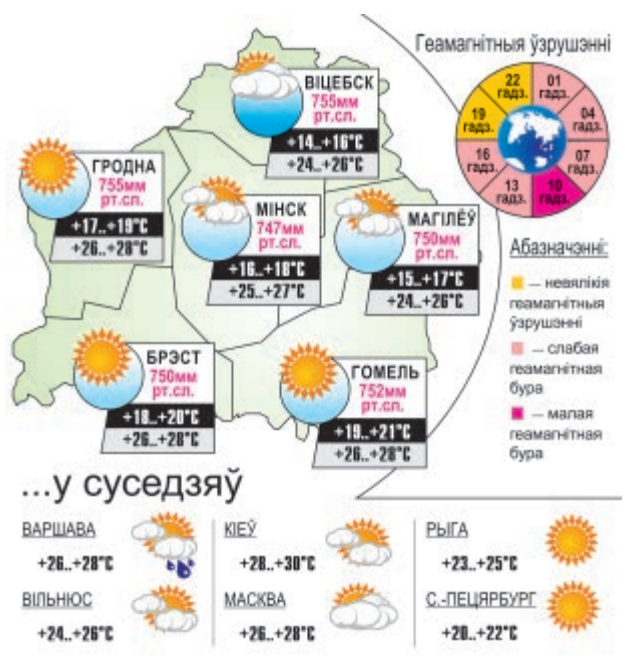 Геамагнітныя ўзрушэнні
22 гадз.
01 гадз.
04 гадз.
07 гадз.
10 гадз.
13 гадз.
16 гадз.
19 гадз.
ВІЦЕБСК
755мм
рт.сл.
+14..+16°C
+24..+26°C
ГРОДНА
755мм
рт.сл.
+17..+19°C
+26..+28°C
МІНСК
747мм
рт.сл.
+16..+18°C
+25..+27°C
МАГІЛЁЎ
750мм
рт.сл.
+15..+17°C
+24..+26°C
БРЭСТ
750мм
рт.сл.
+18..+20°C
+26..+28°C
ГОМЕЛЬ
752мм
рт.сл.
+19..+21°C
+26..+28°C
Абазначэнні:
— невялікія
геамагнітныя
ўзрушэнні
— слабая
геамагнітная
бура
— малая
геамагнітная
бура
...у суседзяў
ВАРШАВА
+26..+28°C
КІЕЎ
+28..+30°C
РЫГА
+23..+25°C
ВІЛЬНЮС
+24..+26°C
МАСКВА
+26..+28°C
С.-ПЕЦЯРБУРГ
+20..+22°C